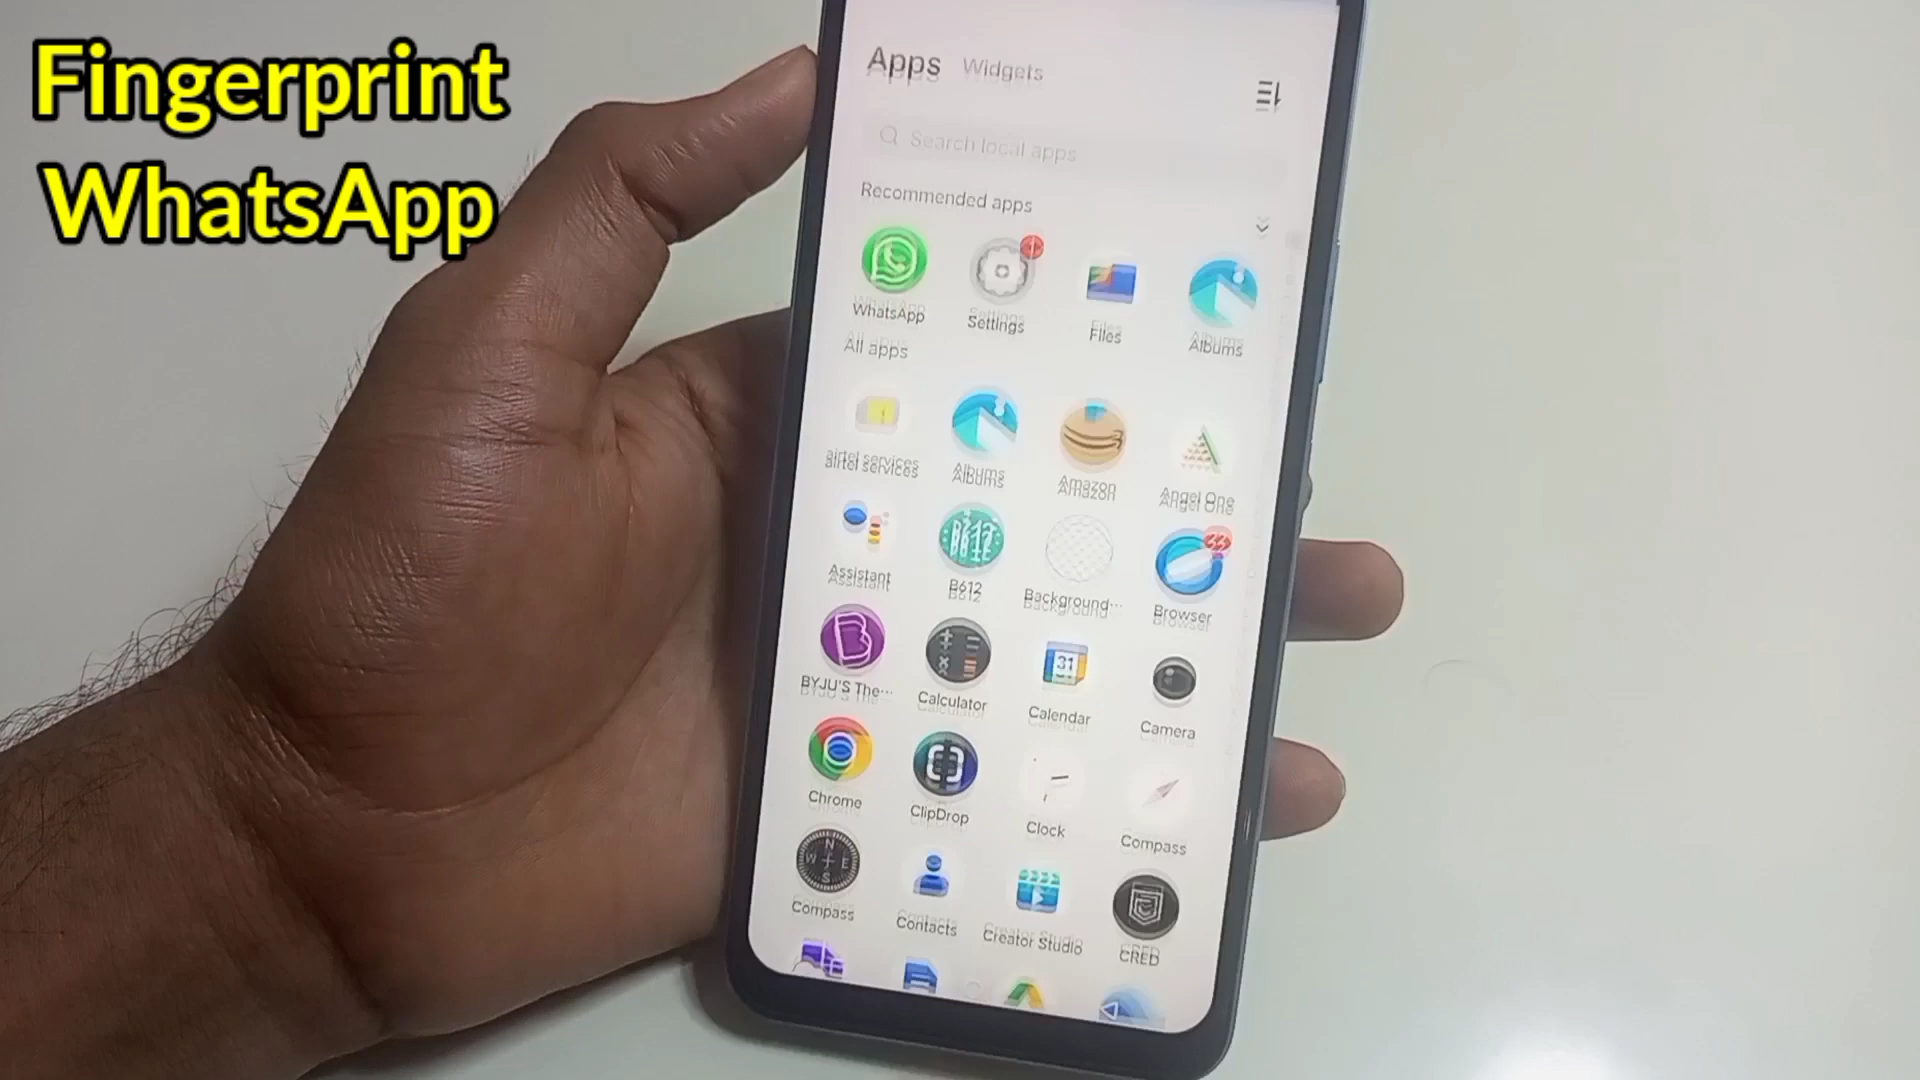 Fingerprint
WhatsApp
Apps Widgets
Search local apps
Recommended apps
WhatsApp Settings Files Albums
All apps
airtel services Albums Amazon Angel One
B612
Assistant B612 Background··· Browser
31
BYJU'S The··· Calculator Calendar Camera
Chrome ClipDrop Clock Compass
N
W E
S
Compass Contacts Creator Studio CRED